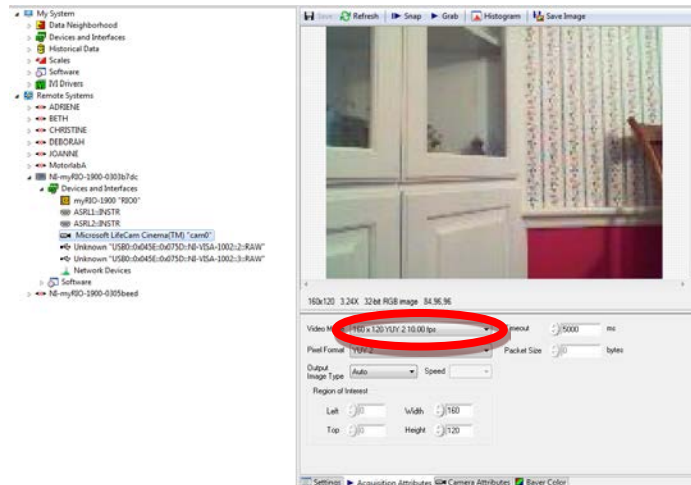 My System
Data Neighborhood
Devices and Interfaces
Historical Data
Scales
Software
IVI Drivers
Remote Systems
ADRIENE
BETH
CHRISTINE
DEBORAH
JOANNE
MotorlabA
NI-myRIO-1900-0303b7dc
Devices and Interfaces
myRIO-1900 "RIO0"
ASRL1::INSTR
ASRL2::INSTR
Microsoft LifeCam Cinema(TM) "cam0"
Unknown "USB0::0x045E::0x075D::NI-VISA-1002::2::RAW"
Unknown "USB0::0x045E::0x075D::NI-VISA-1002::3::RAW"
Network Devices
Software
NI-myRIO-1900-0305beed
Save Refresh Snap Grab Histogram Save Image
160x120 3.24X 32-bit RGB image 84,96,96
Video 160 x 120 YUY 2 10.00 fps 5000 ms
Pixel Format YUY 2 Packet Size 0 bytes
Output Image Type Auto Speed
Region of Interest
Left 0 Width 160
Top 0 Height 120
Settings Acquisition Attributes Camera Attributes Bayer Color